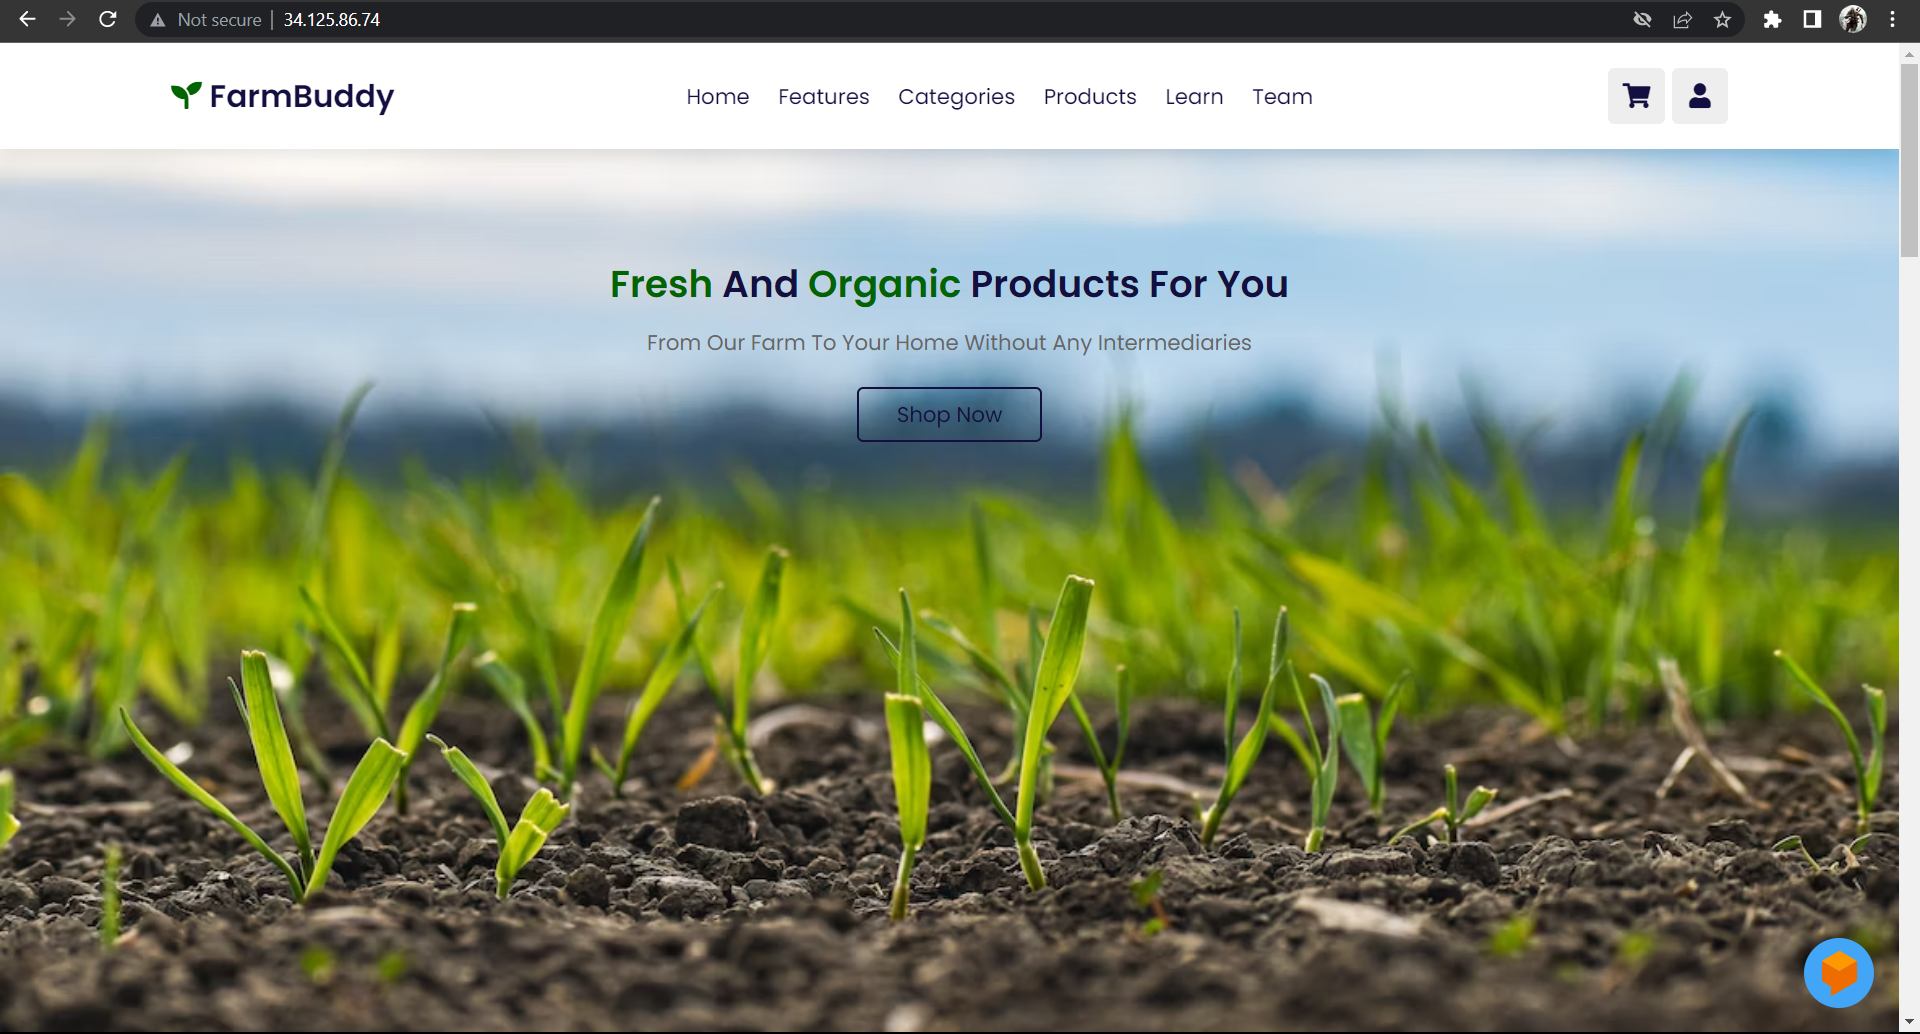 Not secure | 34.125.86.74
FarmBuddy
Home Features Categories Products Learn Team
Fresh And Organic Products For You
From Our Farm To Your Home Without Any Intermediaries
Shop Now